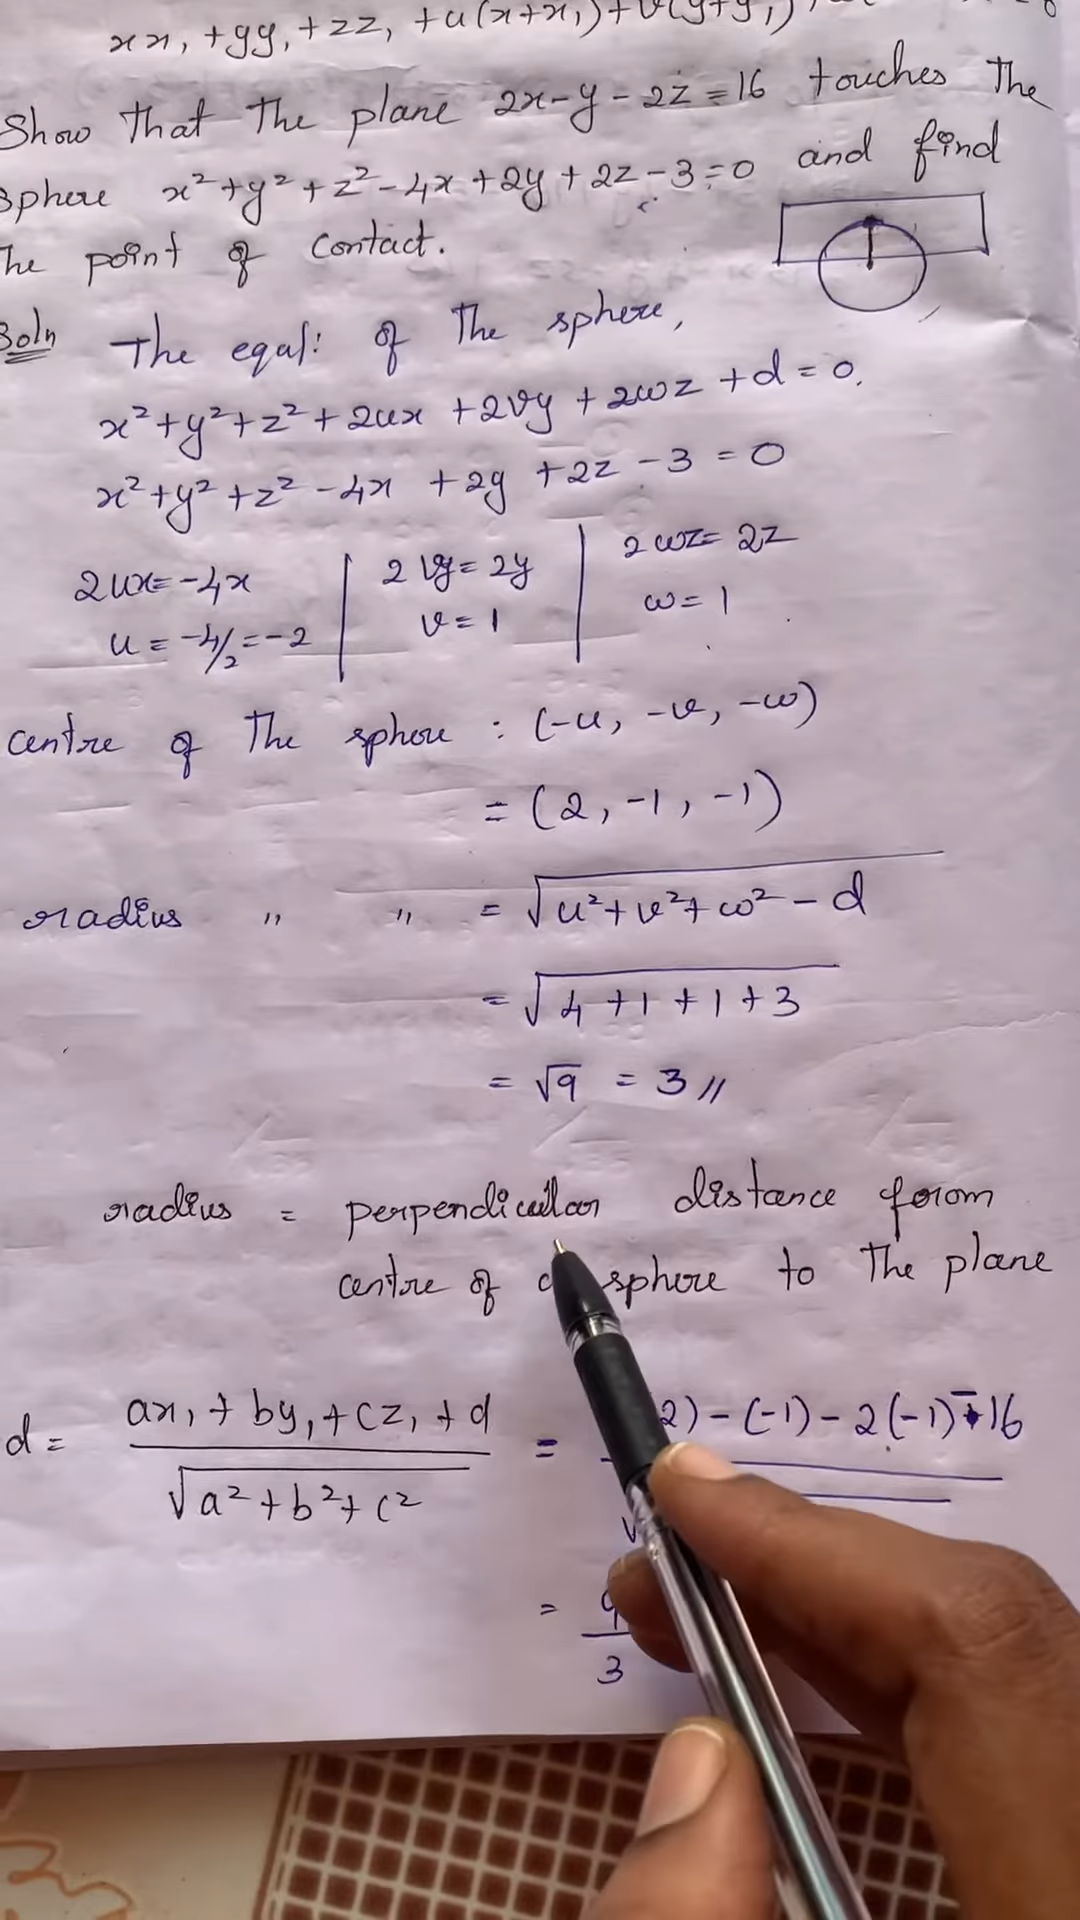 xx₁ + yy₁ + zz₁ + u(x+x₁) + v(y+y₁)
Show that the plane 2x-y-2z=16 touches the
sphere x²+y²+z²-4x+2y+2z-3=0 and find
The point of contact.
Soln The equal: of the sphere,
x²+y²+z²+2ux+2vy+2wz+d=0.
x²+y²+z²-4x+2y+2z-3=0
2ux=-4x | 2vy=2y | 2wz=2z
u=-4/2=-2 | v=1 | w=1
centre of the sphere : (-u, -v, -w)
= (2, -1, -1)
radius " " = √u²+v²+w²-d
= √4+1+1+3
= √9 = 3//
radius = perpendicular distance from
centre of sphere to the plane
d = ax₁+by₁+cz₁+d / √a²+b²+c² = 2)-(-1)-2(-1)-16
= 9/3